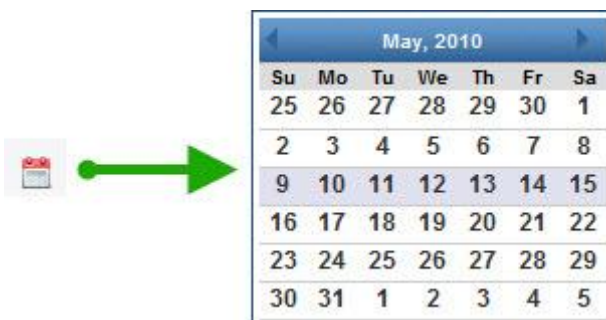 May, 2010
Su Mo Tu We Th Fr Sa
25 26 27 28 29 30 1
2 3 4 5 6 7 8
9 10 11 12 13 14 15
16 17 18 19 20 21 22
23 24 25 26 27 28 29
30 31 1 2 3 4 5